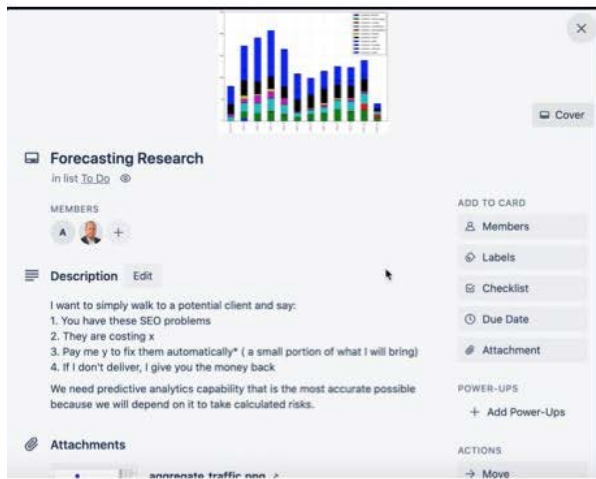 Cover
Forecasting Research
in list To Do
MEMBERS
A
+
Description Edit
I want to simply walk to a potential client and say:
1. You have these SEO problems
2. They are costing x
3. Pay me y to fix them automatically* ( a small portion of what I will bring)
4. If I don't deliver, I give you the money back
We need predictive analytics capability that is the most accurate possible
because we will depend on it to take calculated risks.
Attachments
aggregate traffic.png
ADD TO CARD
Members
Labels
Checklist
Due Date
Attachment
POWER-UPS
+ Add Power-Ups
ACTIONS
Move